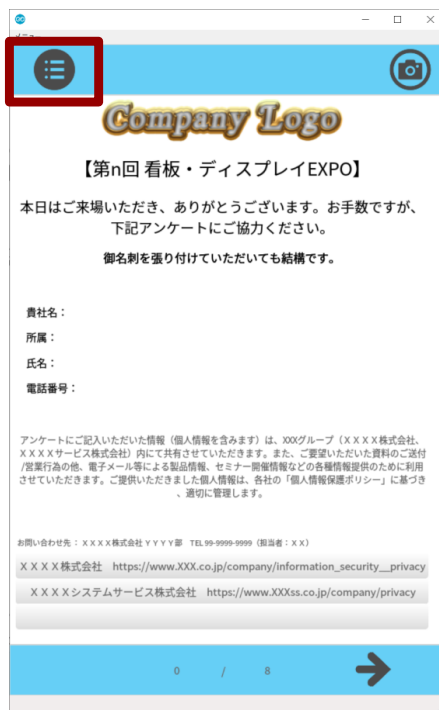 Company Logo
【第n回 看板・ディスプレイEXPO】
本日はご来場いただき、ありがとうございます。お手数ですが、
下記アンケートにご協力ください。
御名刺を張り付けていただいても結構です。
貴社名：
所属：
氏名：
電話番号：
アンケートにご記入いただいた情報（個人情報を含みます）は、XXXグループ（ＸＸＸＸ株式会社、
ＸＸＸＸサービス株式会社）内にて共有させていただきます。また、ご要望いただいた資料のご送付
/営業行為の他、電子メール等による製品情報、セミナー開催情報などの各種情報提供のために利用
させていただきます。ご提供いただきました個人情報は、各社の「個人情報保護ポリシー」に基づき
、適切に管理します。
お問い合わせ先：ＸＸＸＸ株式会社 ＹＹＹＹ部　TEL 99-9999-9999（担当者：ＸＸ）
ＸＸＸＸ株式会社　https://www.XXX.co.jp/company/information_security__privacy
ＸＸＸＸシステムサービス株式会社　https://www.XXXss.co.jp/company/privacy
0 / 8